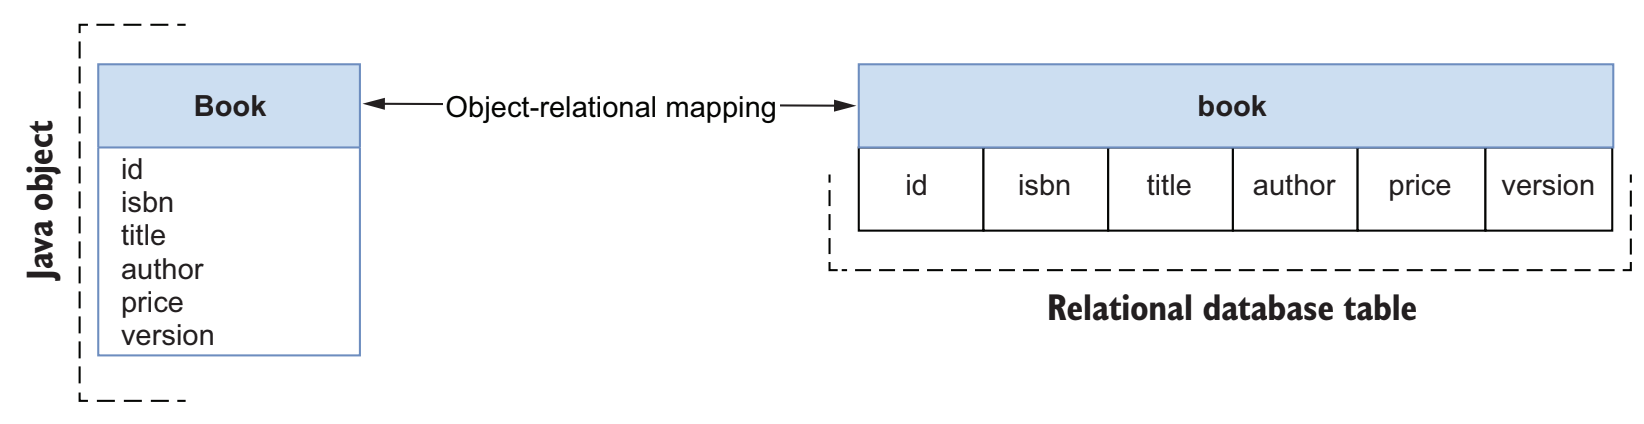 Java object
Book
id
isbn
title
author
price
version
Object-relational mapping
book
id isbn title author price version
Relational database table